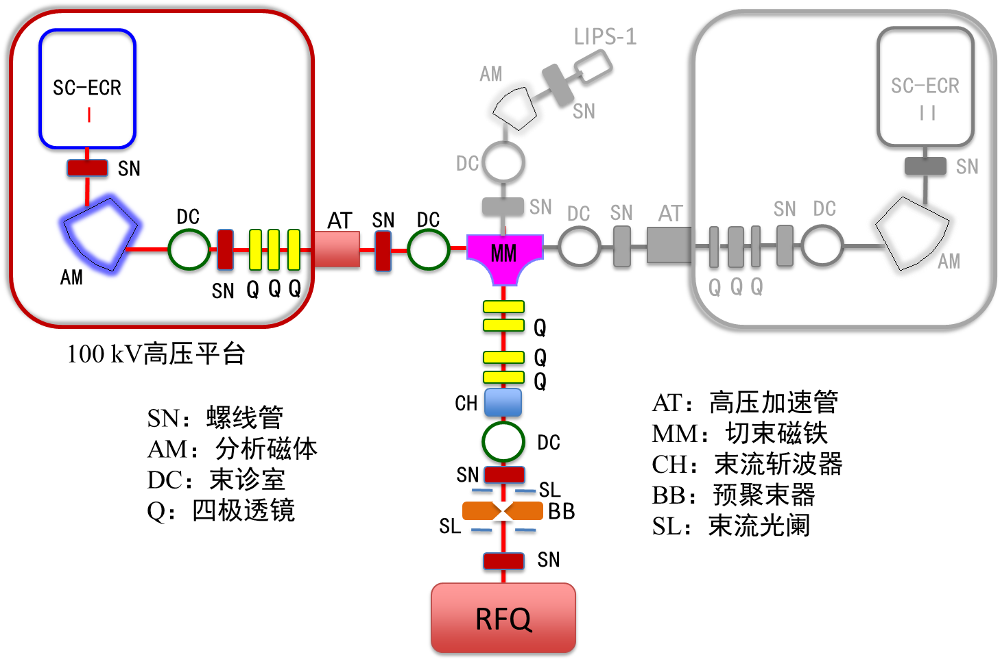 LIPS-1
AM
SN
SC-ECR
I
SN
AM
DC
SN
Q
Q
Q
AT
SN
DC
DC
SN
MM
DC
SN
AT
SN
DC
Q
Q
Q
SC-ECR
II
SN
AM
100 kV高压平台
Q
Q
Q
CH
DC
SN
SL
BB
SL
SN
RFQ
SN：螺线管
AM：分析磁体
DC：束诊室
Q：四极透镜
AT：高压加速管
MM：切束磁铁
CH：束流斩波器
BB：预聚束器
SL：束流光阑